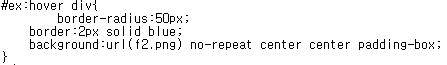 #ex:hover div{
border-radius:50px;
border:2px solid blue;
background:url(f2.png) no-repeat center center padding-box;
}